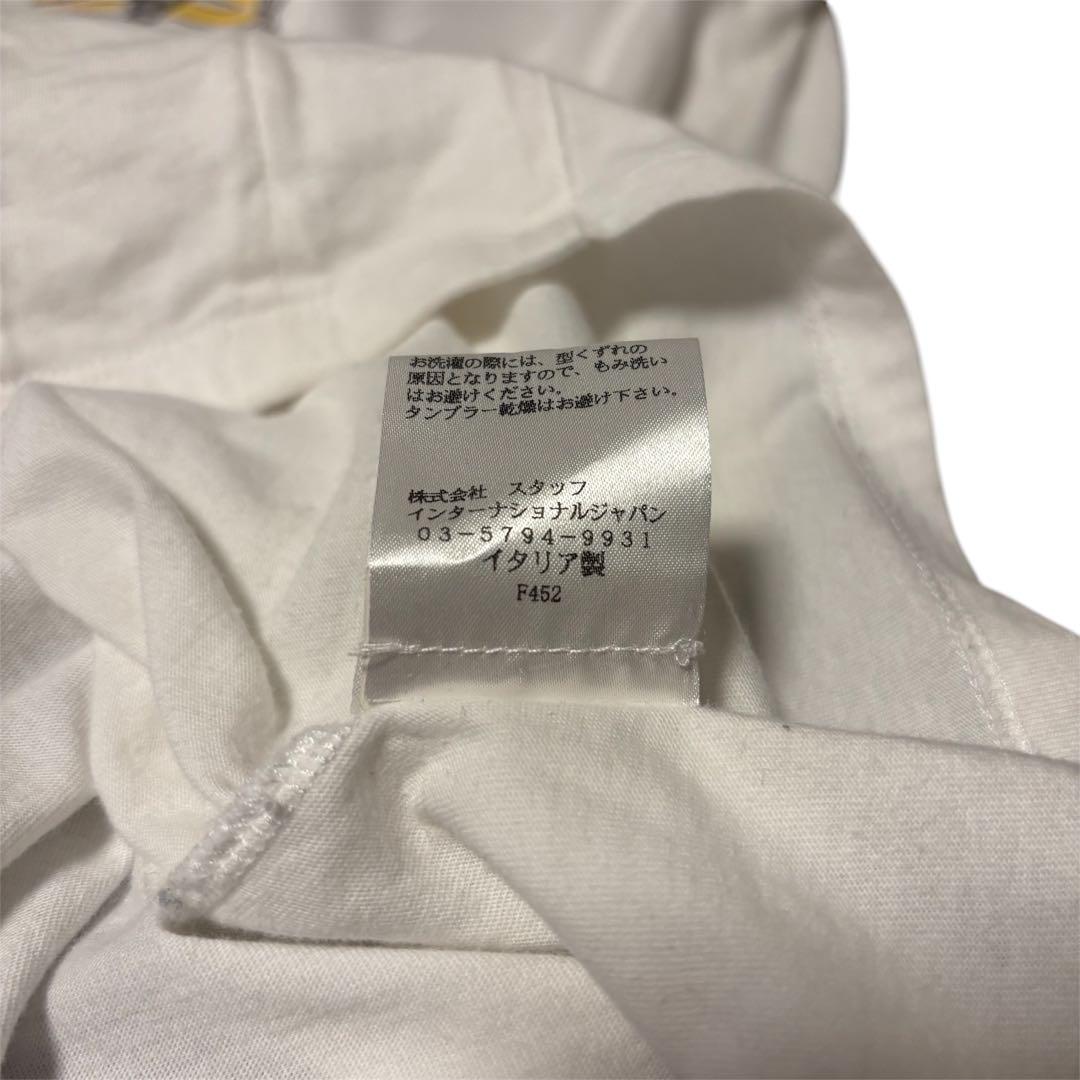 お洗濯の際には、型くずれの
原因となりますので、もみ洗い
はお避けください。
タンブラー乾燥はお避け下さい。
株式会社　スタッフ
インターナショナルジャパン
０３－５７９４－９９３１
イタリア製
F452